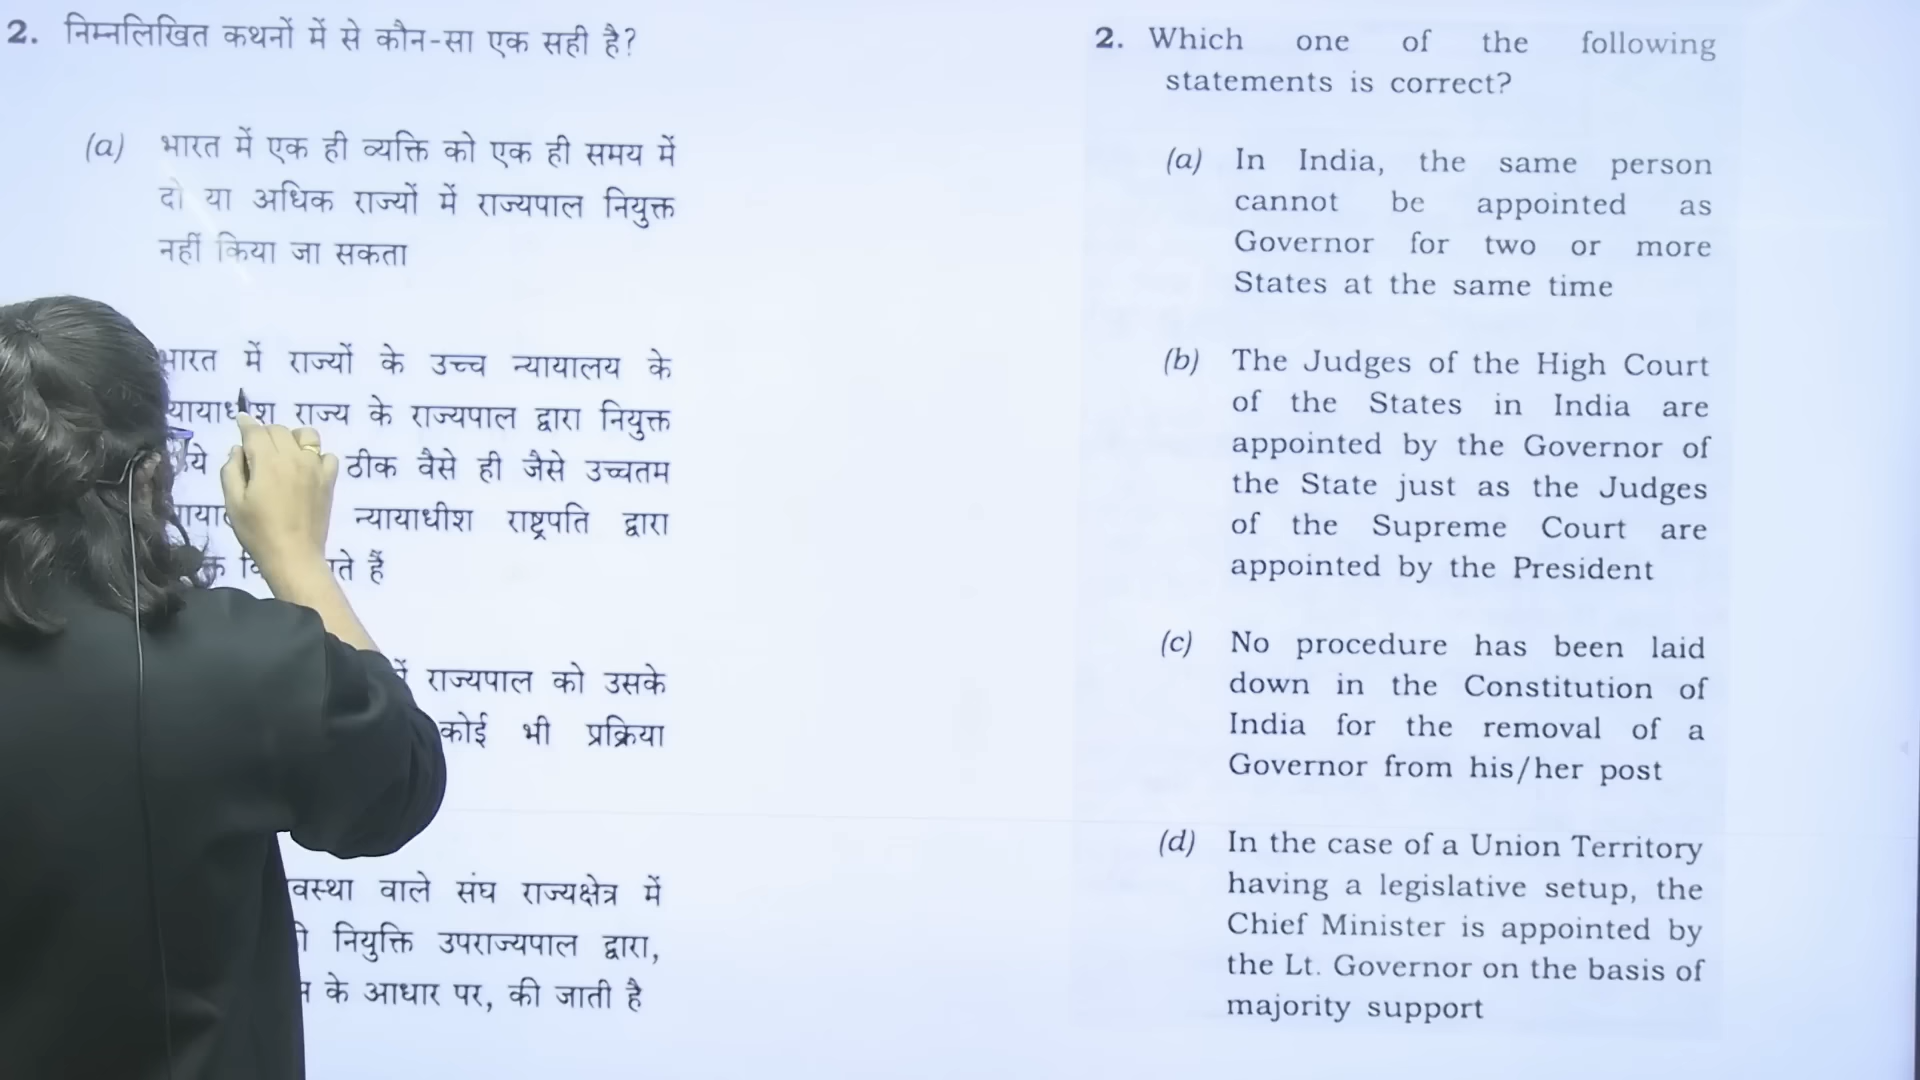 2. निम्नलिखित कथनों में से कौन-सा एक सही है?
(a) भारत में एक ही व्यक्ति को एक ही समय में
दो या अधिक राज्यों में राज्यपाल नियुक्त
नहीं किया जा सकता
भारत में राज्यों के उच्च न्यायालय के
राज्य के राज्यपाल द्वारा नियुक्त
ठीक वैसे ही जैसे उच्चतम
न्यायाधीश राष्ट्रपति द्वारा
हैं
राज्यपाल को उसके
कोई भी प्रक्रिया
वाले संघ राज्यक्षेत्र में
नियुक्ति उपराज्यपाल द्वारा,
के आधार पर, की जाती है
2. Which one of the following
statements is correct?
(a) In India, the same person
cannot be appointed as
Governor for two or more
States at the same time
(b) The Judges of the High Court
of the States in India are
appointed by the Governor of
the State just as the Judges
of the Supreme Court are
appointed by the President
(c) No procedure has been laid
down in the Constitution of
India for the removal of a
Governor from his/her post
(d) In the case of a Union Territory
having a legislative setup, the
Chief Minister is appointed by
the Lt. Governor on the basis of
majority support